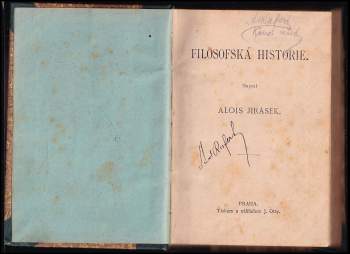 FILOSOFSKÁ HISTORIE.
Napsal
ALOIS JIRÁSEK.
PRAHA.
Tiskem a nákladem J. Otty.